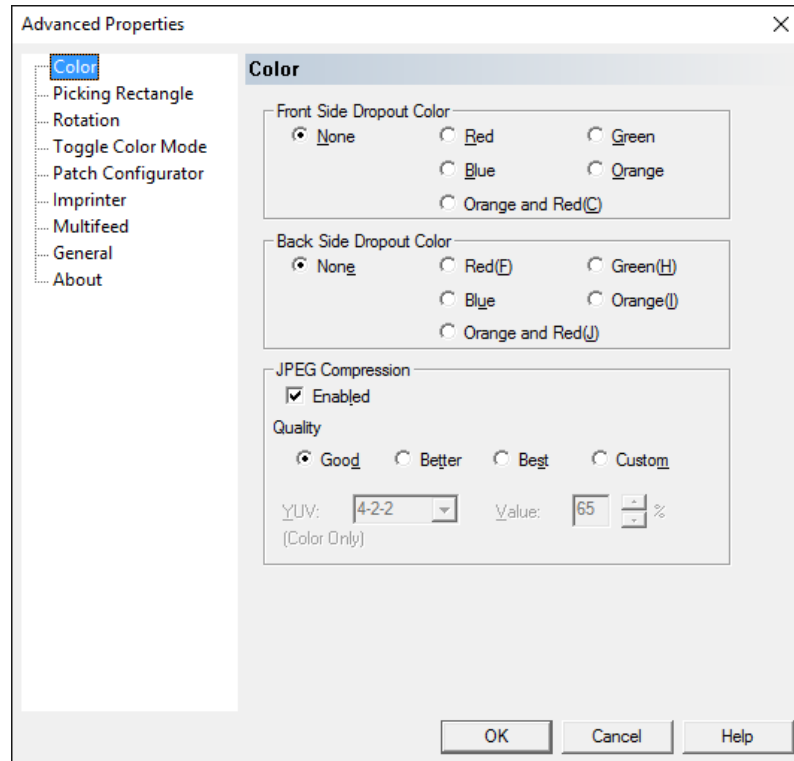 Advanced Properties
Color
Picking Rectangle
Rotation
Toggle Color Mode
Patch Configurator
Imprinter
Multifeed
General
About
Color
Front Side Dropout Color
None Red Green
Blue Orange
Orange and Red(C)
Back Side Dropout Color
None Red(F) Green(H)
Blue Orange(I)
Orange and Red(J)
JPEG Compression
Enabled
Quality
Good Better Best Custom
YUV: 4-2-2 Value: 65 %
(Color Only)
OK Cancel Help